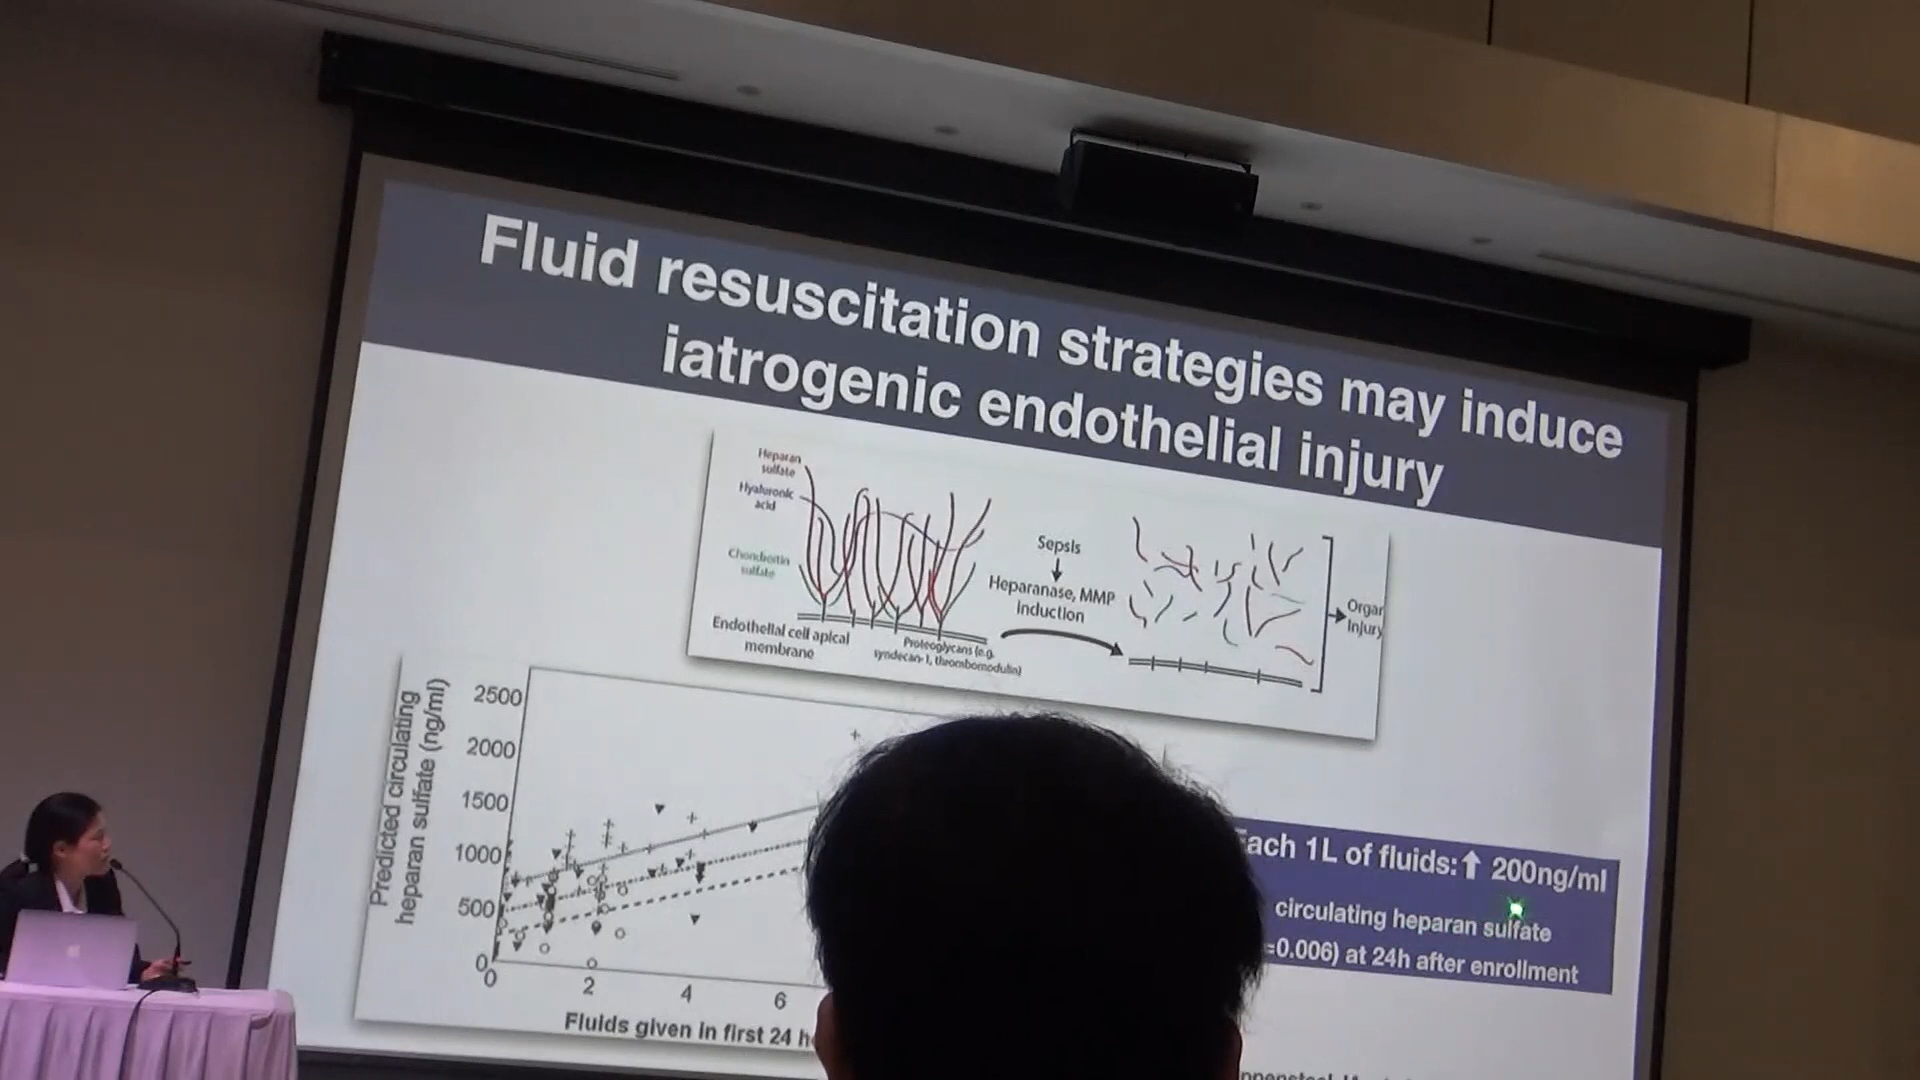 Fluid resuscitation strategies may induce
iatrogenic endothelial injury
Heparan
sulfate
Hyaluronic
acid
Chondroitin
sulfate
Endothelial cell apical
membrane
Proteoglycans (e.g.
syndecan-1, thrombomodulin)
Sepsis
Heparanase, MMP
induction
Organ
Injury
Predicted circulating
heparan sulfate (ng/ml)
2500
2000
1500
1000
500
0
0
2
4
6
Fluids given in first 24 h
Each 1L of fluids:↑ 200ng/ml
circulating heparan sulfate
=0.006) at 24h after enrollment